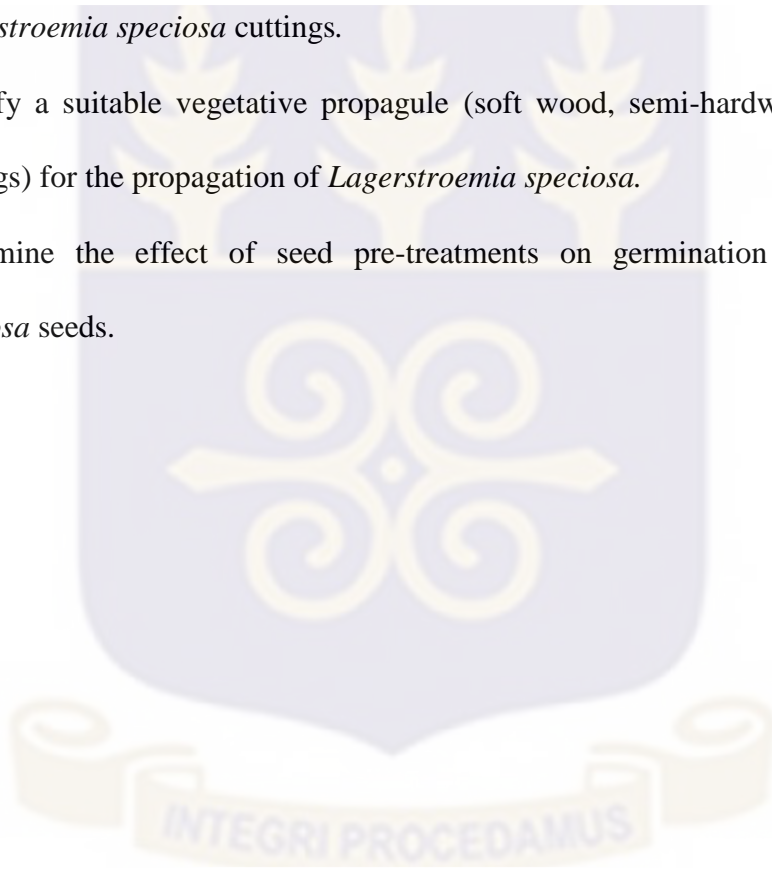 stroemia speciosa cuttings.
fy a suitable vegetative propagule (soft wood, semi-hardw
gs) for the propagation of Lagerstroemia speciosa.
mine the effect of seed pre-treatments on germination
sa seeds.
INTEGRI PROCEDAMUS